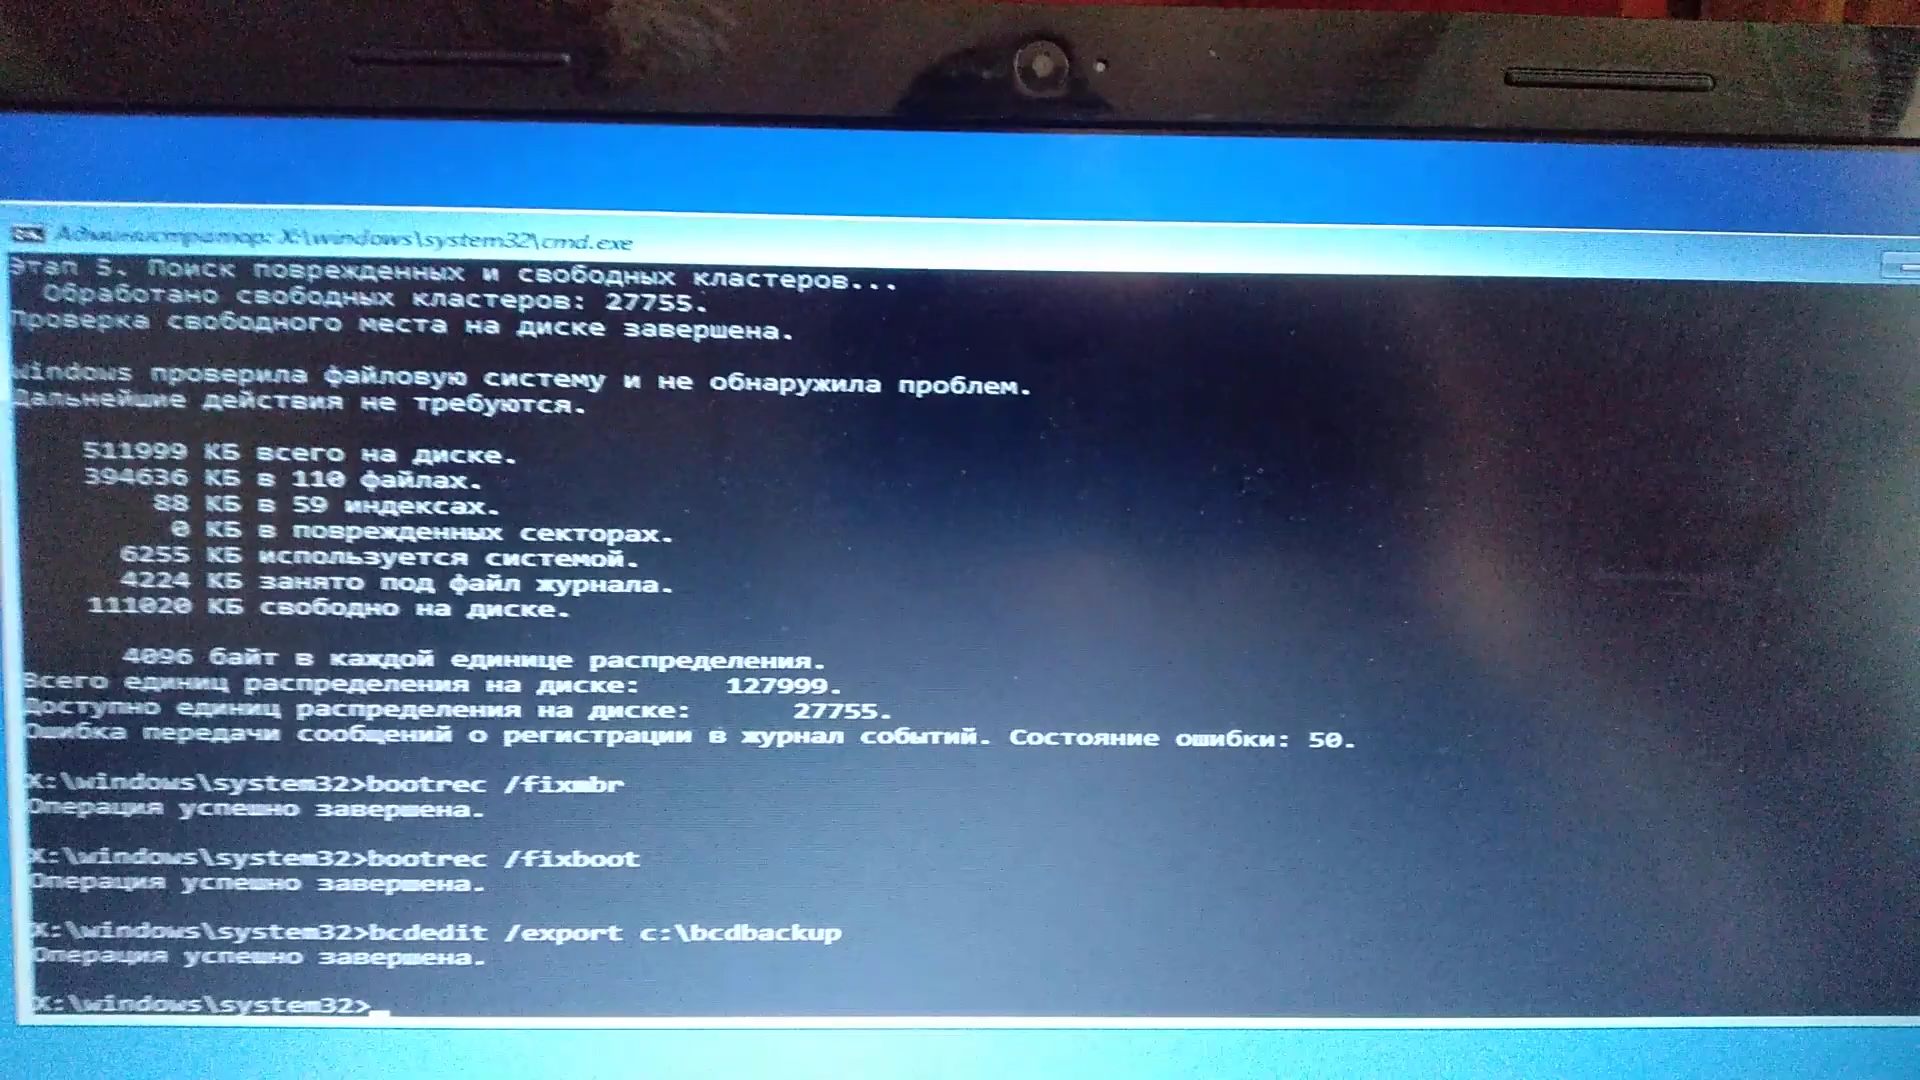 Администратор: X:\windows\system32\cmd.exe
Этап 5. Поиск поврежденных и свободных кластеров...
Обработано свободных кластеров: 27755.
Проверка свободного места на диске завершена.
Windows проверила файловую систему и не обнаружила проблем.
Дальнейшие действия не требуются.
511999 КБ всего на диске.
394636 КБ в 110 файлах.
88 КБ в 59 индексах.
0 КБ в поврежденных секторах.
6255 КБ используется системой.
4224 КБ занято под файл журнала.
111020 КБ свободно на диске.
4096 байт в каждой единице распределения.
Всего единиц распределения на диске: 127999.
Доступно единиц распределения на диске: 27755.
Ошибка передачи сообщений о регистрации в журнал событий. Состояние ошибки: 50.
X:\windows\system32>bootrec /fixmbr
Операция успешно завершена.
X:\windows\system32>bootrec /fixboot
Операция успешно завершена.
X:\windows\system32>bcdedit /export c:\bcdbackup
Операция успешно завершена.
X:\windows\system32>_